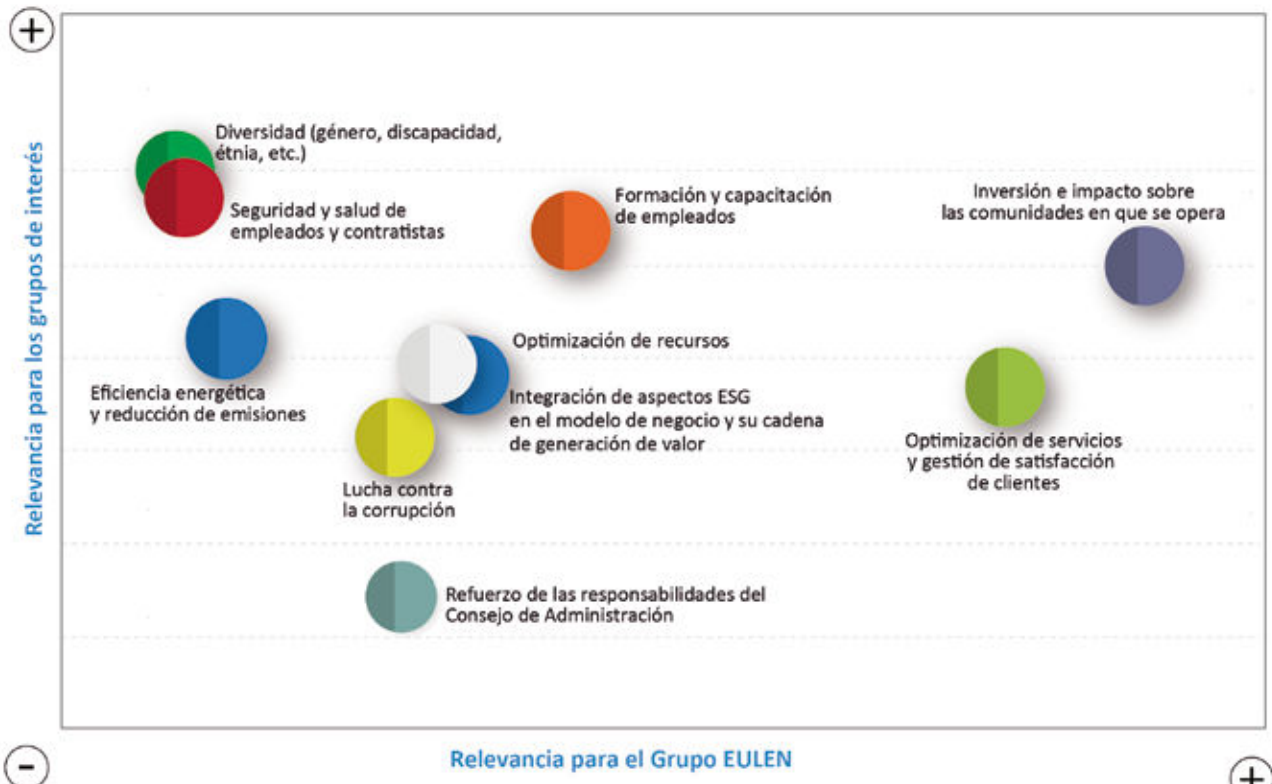 +
Relevancia para los grupos de interés
Diversidad (género, discapacidad,
étnia, etc.)
Seguridad y salud de
empleados y contratistas
Formación y capacitación
de empleados
Inversión e impacto sobre
las comunidades en que se opera
Eficiencia energética
y reducción de emisiones
Optimización de recursos
Integración de aspectos ESG
en el modelo de negocio y su cadena
de generación de valor
Optimización de servicios
y gestión de satisfacción
de clientes
Lucha contra
la corrupción
Refuerzo de las responsabilidades del
Consejo de Administración
-
Relevancia para el Grupo EULEN
+